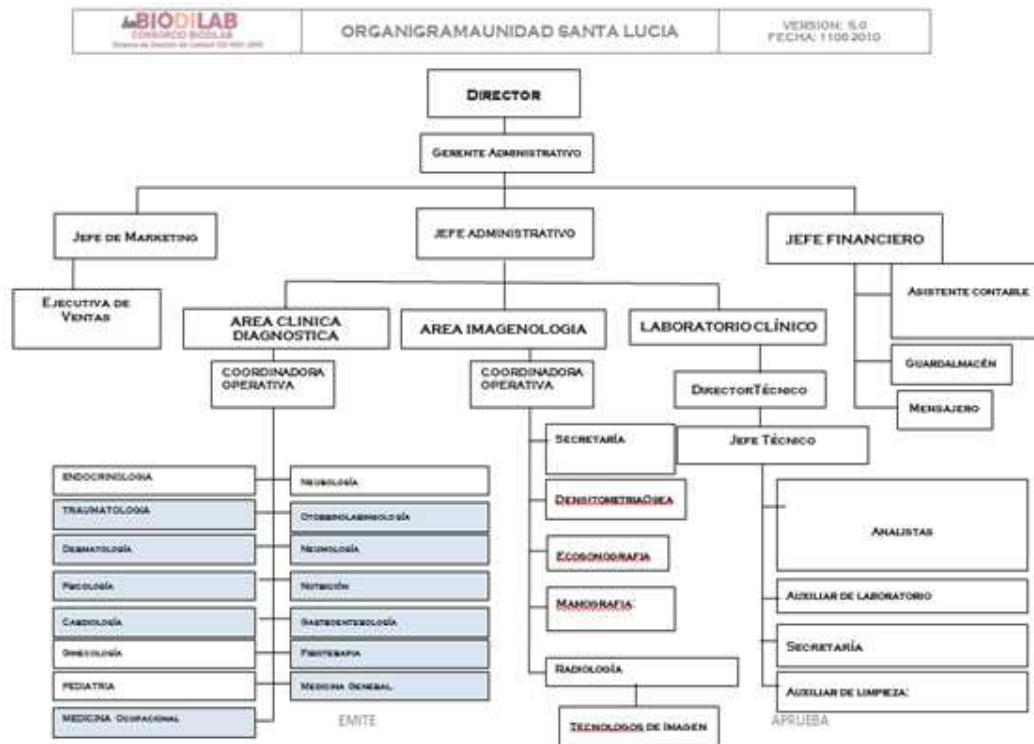 BIODILAB
CONSORCIO BIODILAB
ORGANIGRAMAUNIDAD SANTA LUCIA
VERSION: 5.0
FECHA: 11062010
DIRECTOR
GERENTE ADMINISTRATIVO
JEFE DE MARKETING
JEFE ADMINISTRATIVO
JEFE FINANCIERO
EJECUTIVA DE
VENTAS
ASISTENTE CONTABLE
AREA CLINICA
DIAGNOSTICA
AREA IMAGENOLOGIA
LABORATORIO CLÍNICO
COORDINADORA
OPERATIVA
COORDINADORA
OPERATIVA
DIRECTORTÉCNICO
GUARDALMACÉN
MENSAJERO
SECRETARÍA
JEFE TÉCNICO
ENDOCRINOLOGIA
NEUROLOGÍA
TRAUMATOLOGIA
OTORRINOLARINGOLOGÍA
DERMATOLOGÍA
NEUMOLOGÍA
PSICOLOGÍA
NUTRICIÓN
CARDIOLOGÍA
GASTROENTEROLOGÍA
GINECOLOGÍA
FISIOTERAPIA
PEDIATRIA
MEDICINA GENERAL
MEDICINA OCUPACIONAL
DENSITOMETRIAOSEA
ECOSONOGRAFIA
MAMOGRAFIA
RADIOLOGÍA
TECNOLOGOS DE IMAGEN
ANALISTAS
AUXILIAR DE LABORATORIO
SECRETARÍA
AUXILIAR DE LIMPIEZA:
EMITE
APRUEBA